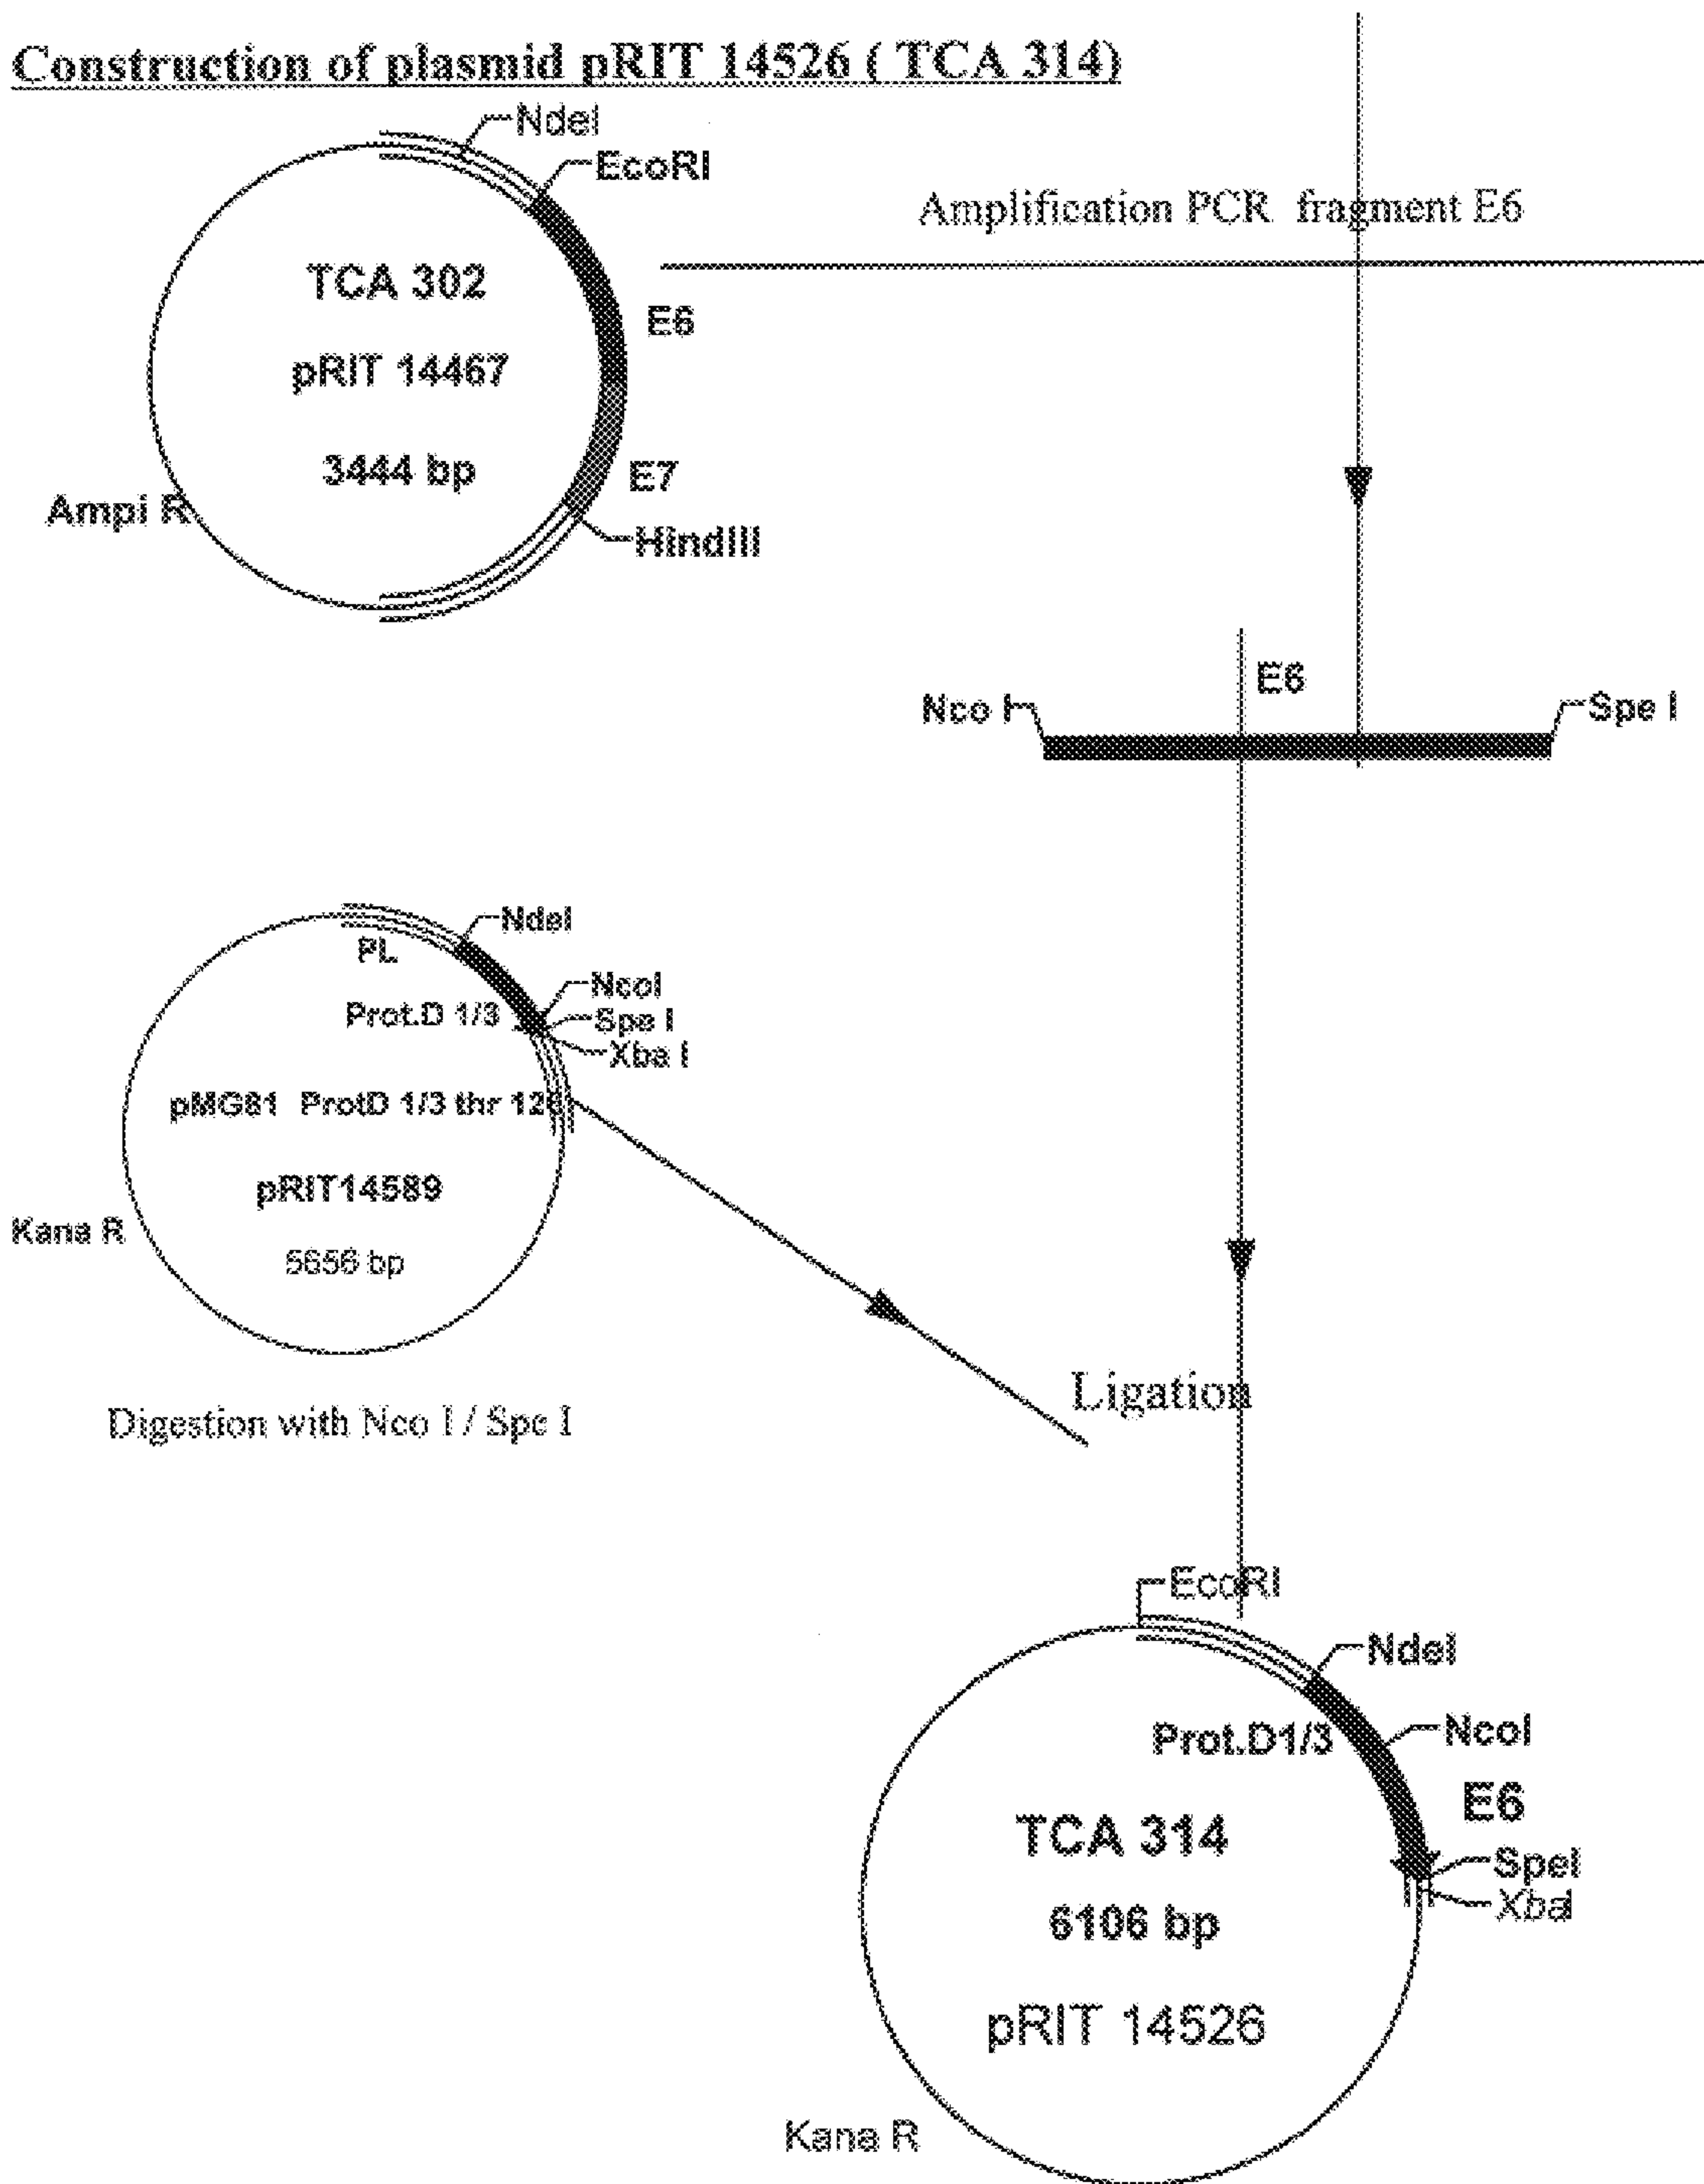 Construction of plasmid pRIT 14526 ( TCA 314)
NdeI
EcoRI
Amplification PCR fragment E6
TCA 302
E6
pRIT 14467
3444 bp
E7
Ampi R
HindIII
E6
Nco I
Spe I
NdeI
PL
NcoI
Prot.D 1/3
Spe I
Xba I
pMG81 ProtD 1/3 thr
pRIT14589
Kana R
5656 bp
Ligation
Digestion with Nco I / Spe I
EcoRI
NdeI
NcoI
Prot.D1/3
E6
TCA 314
SpeI
XbaI
6106 bp
pRIT 14526
Kana R